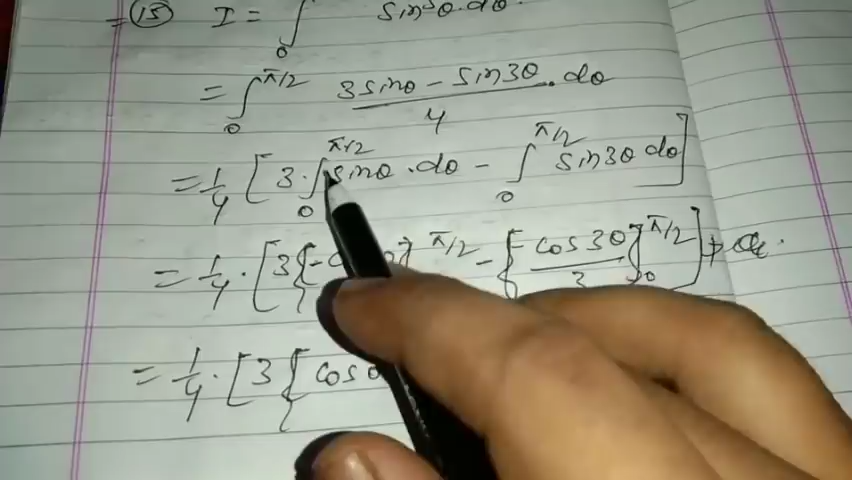 = (15) I = ∫₀ sin³θ.dθ.
= ∫₀^π/2 (3sinθ - sin3θ)/4 . dθ
= 1/4 [ 3.∫₀^π/2 sinθ.dθ - ∫₀^π/2 sin3θ dθ ]
= 1/4 . [ 3{ - }^π/2 - { - cos3θ/3 }₀^π/2 ]
= 1/4 . [ 3 { cos